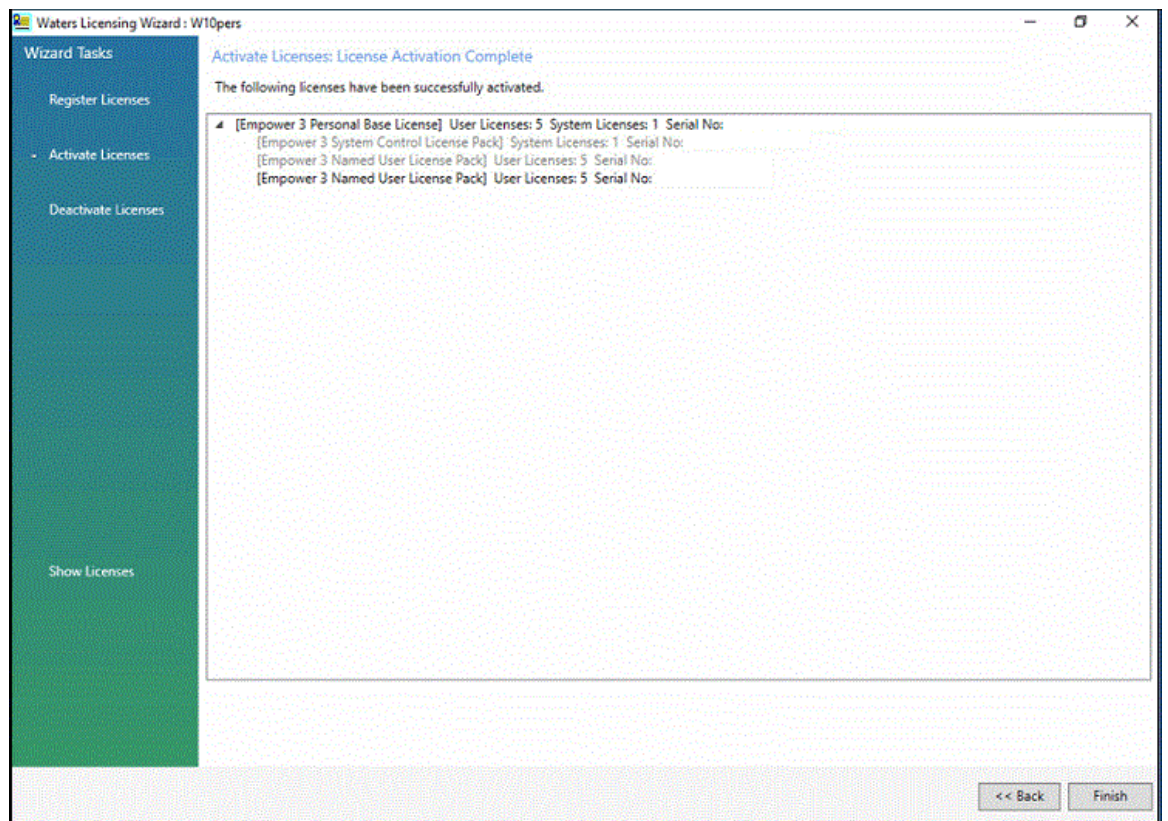 Waters Licensing Wizard : W10pers
Wizard Tasks
Register Licenses
- Activate Licenses
Deactivate Licenses
Show Licenses
Activate Licenses: License Activation Complete
The following licenses have been successfully activated.
[Empower 3 Personal Base License] User Licenses: 5 System Licenses: 1 Serial No:
[Empower 3 System Control License Pack] System Licenses: 1 Serial No:
[Empower 3 Named User License Pack] User Licenses: 5 Serial No:
[Empower 3 Named User License Pack] User Licenses: 5 Serial No:
<< Back
Finish